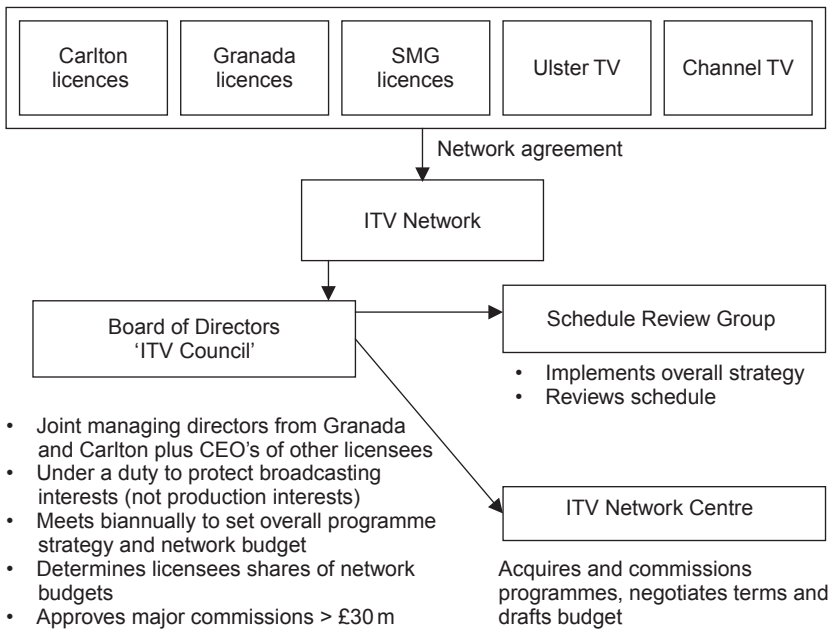 Carlton
licences
Granada
licences
SMG
licences
Ulster TV
Channel TV
Network agreement
ITV Network
Board of Directors
‘ITV Council’
Schedule Review Group
• Implements overall strategy
• Reviews schedule
• Joint managing directors from Granada
and Carlton plus CEO’s of other licensees
• Under a duty to protect broadcasting
interests (not production interests)
• Meets biannually to set overall programme
strategy and network budget
• Determines licensees shares of network
budgets
• Approves major commissions > £30 m
ITV Network Centre
Acquires and commissions
programmes, negotiates terms and
drafts budget